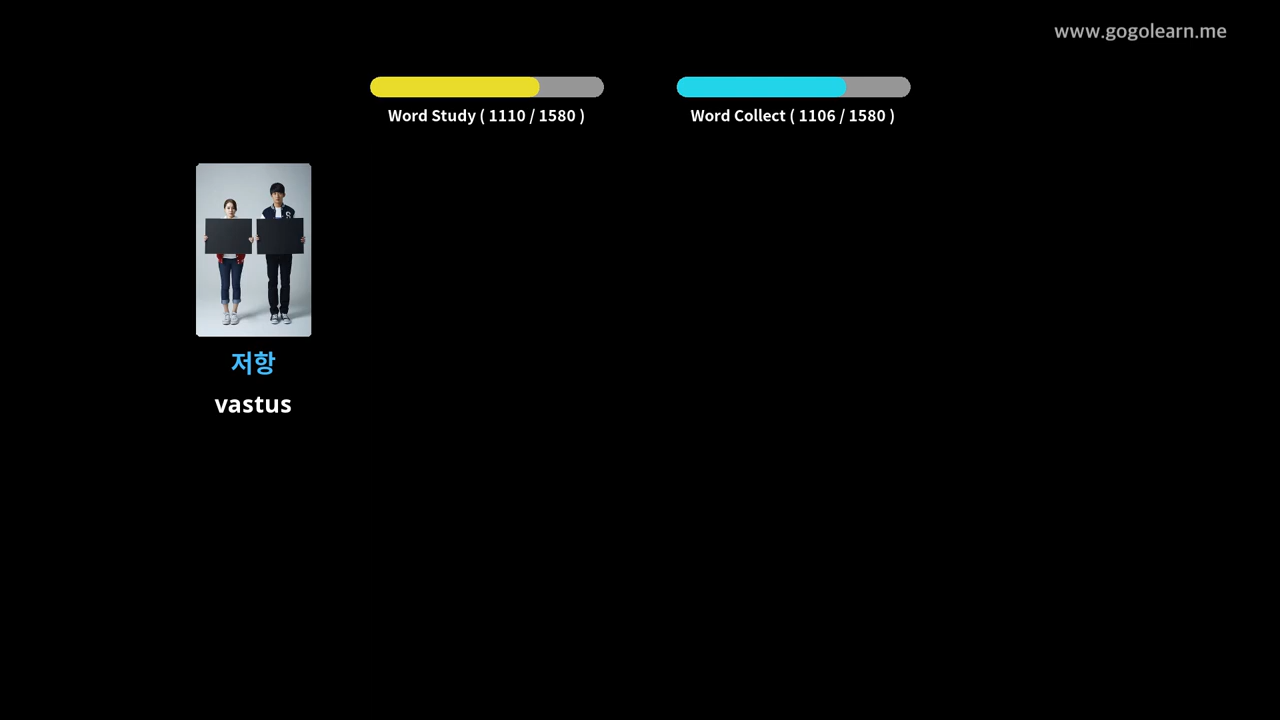 www.gogolearn.me
Word Study ( 1110 / 1580 )
Word Collect ( 1106 / 1580 )
저항
vastus